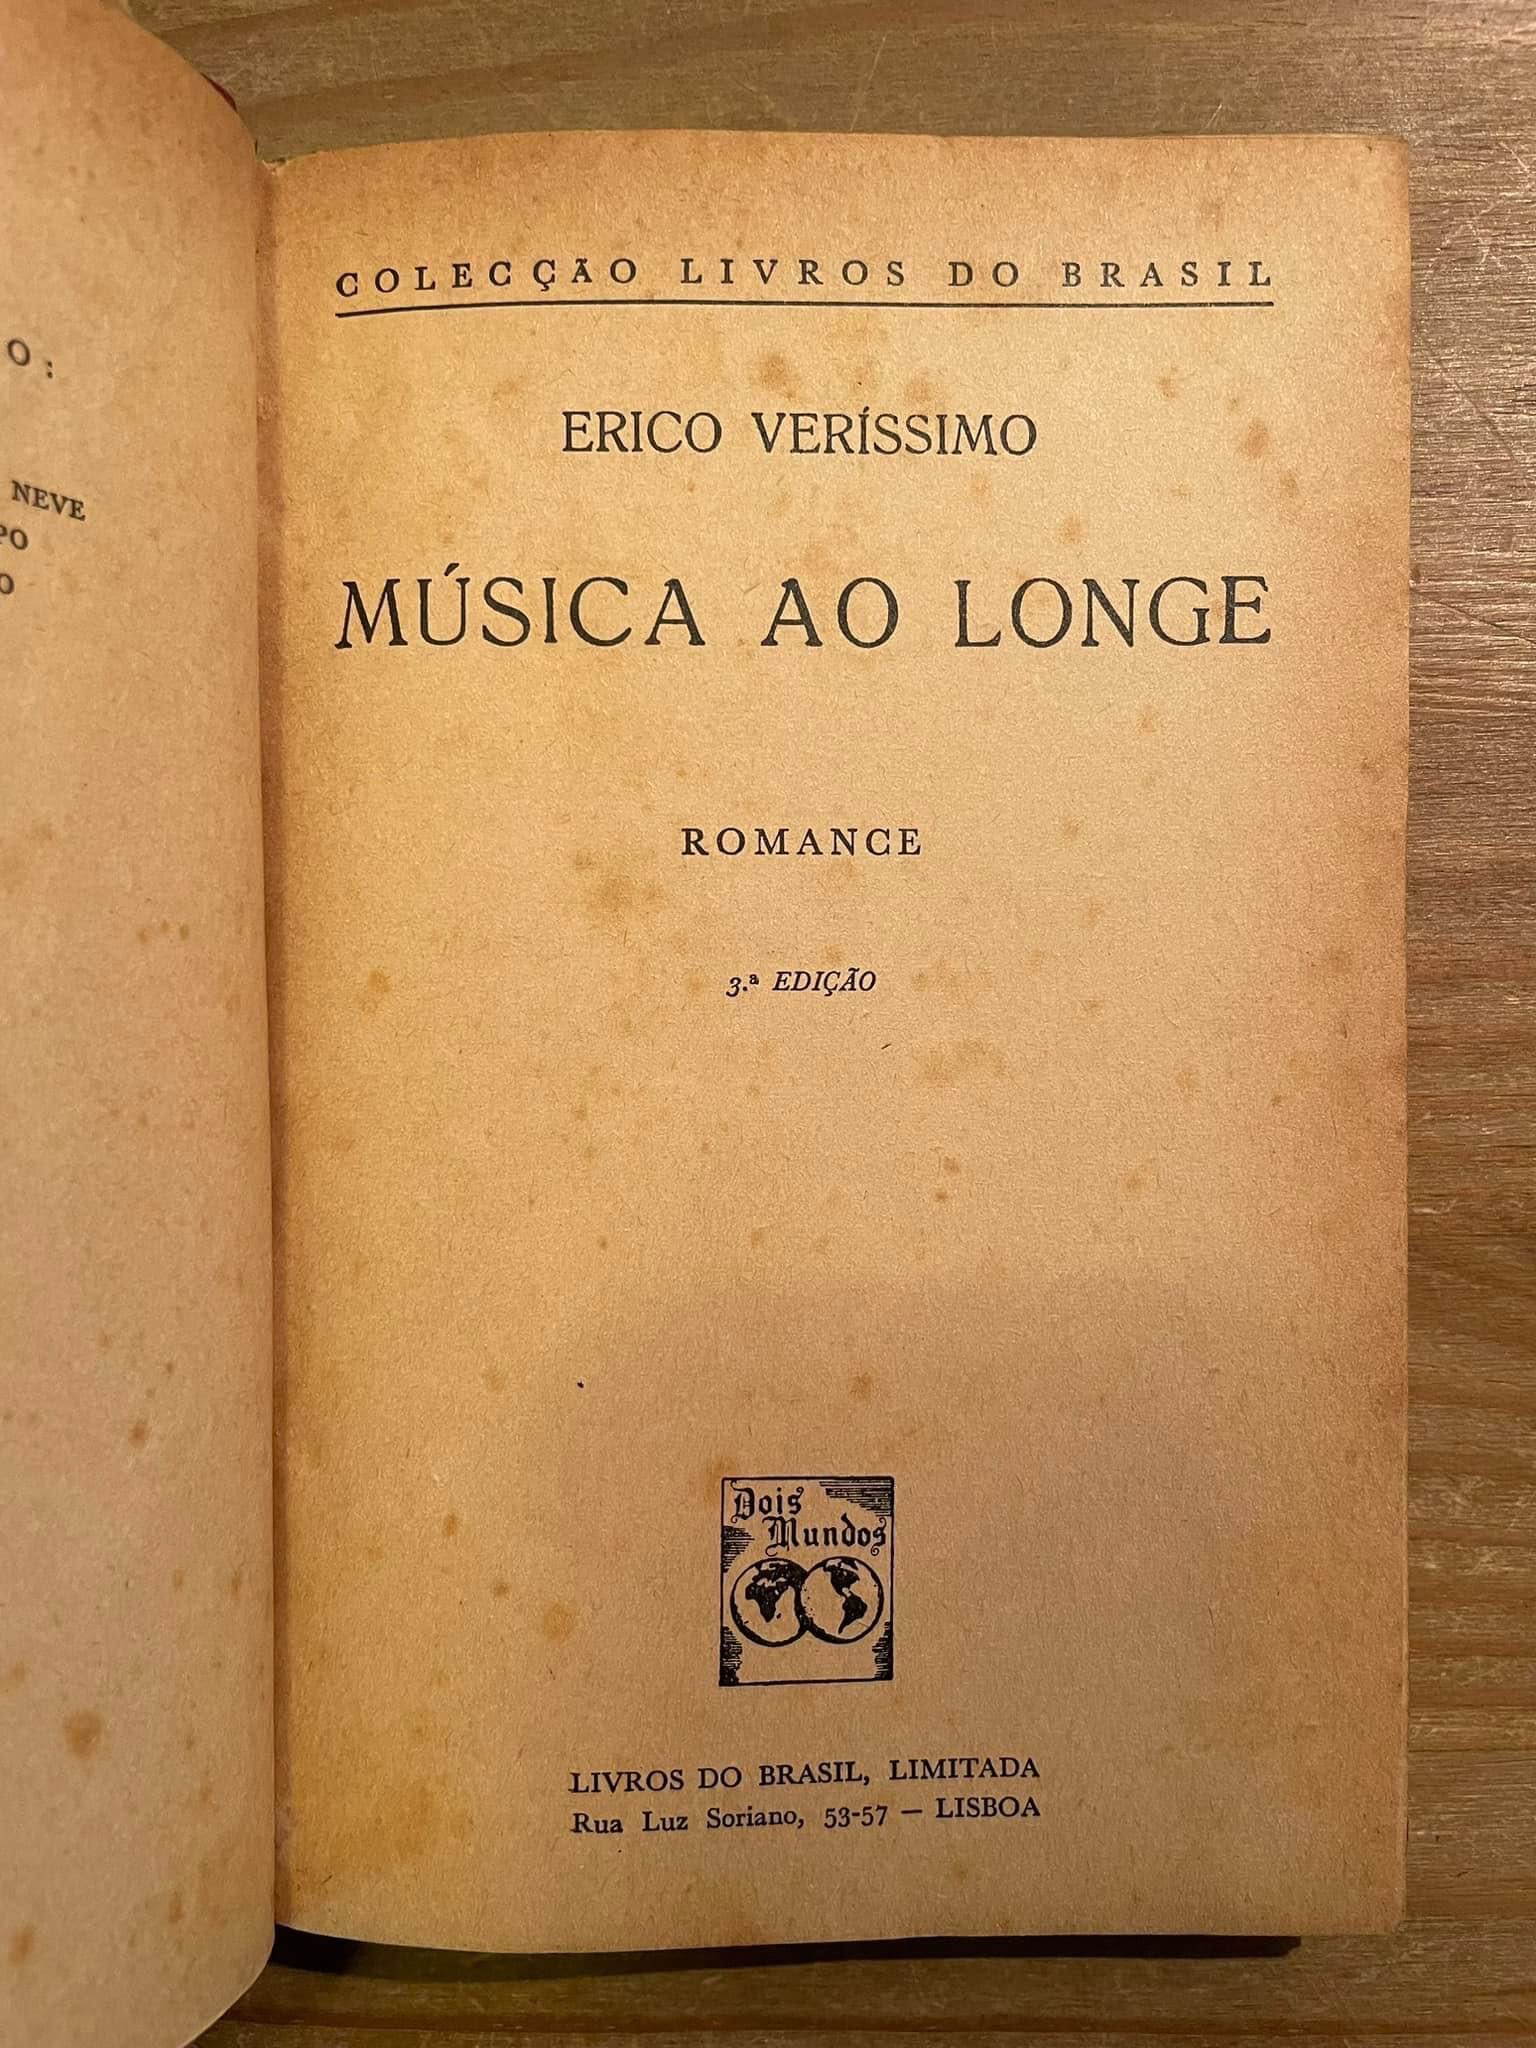 O:
NEVE
PO
O
COLECÇÃO LIVROS DO BRASIL
ERICO VERÍSSIMO
MÚSICA AO LONGE
ROMANCE
3.ª EDIÇÃO
Dois
Mundos
LIVROS DO BRASIL, LIMITADA
Rua Luz Soriano, 53-57 — LISBOA